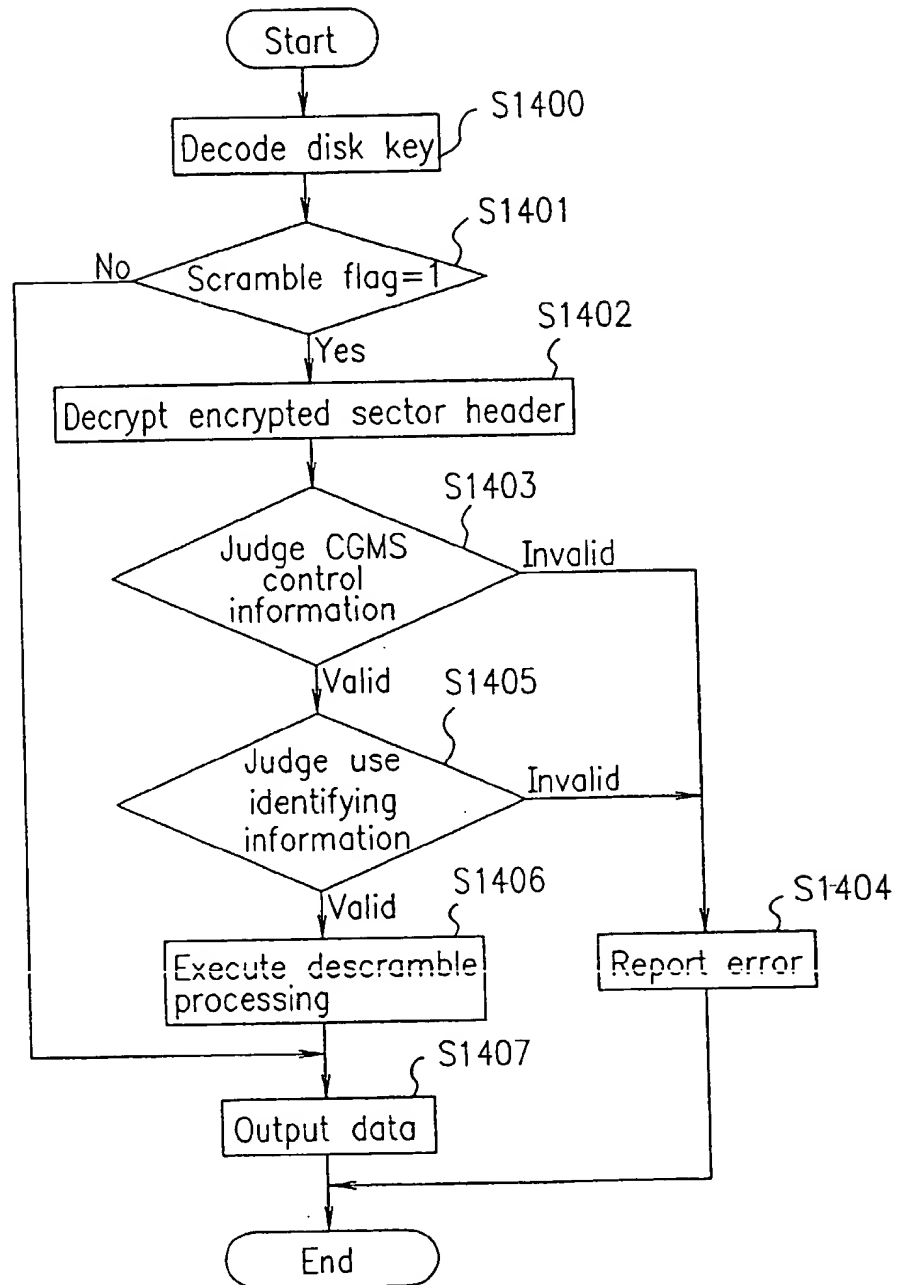 Start
S1400
Decode disk key
S1401
No
Scramble flag=1
S1402
Yes
Decrypt encrypted sector header
S1403
Judge CGMS
control
information
Invalid
Valid
S1405
Judge use
identifying
information
Invalid
Valid
S1406
S1404
Execute descramble
processing
Report error
S1407
Output data
End